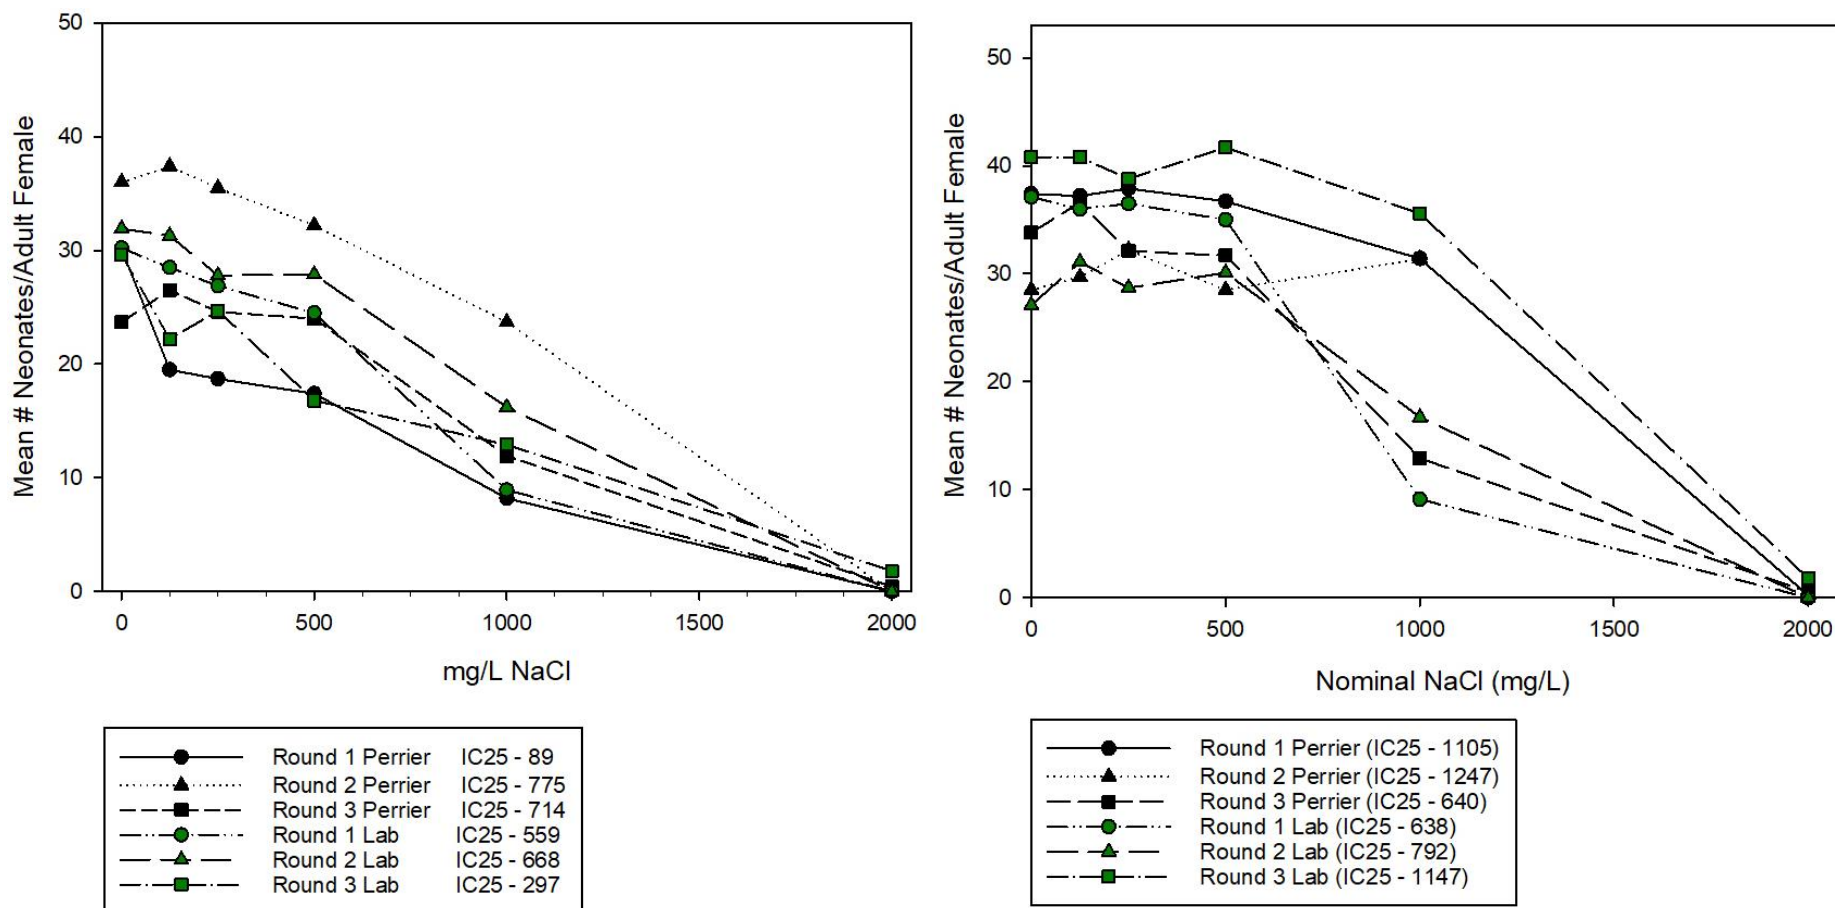 50
40
30
20
10
0
Mean # Neonates/Adult Female
0 500 1000 1500 2000
mg/L NaCl
Round 1 Perrier IC25 - 89
Round 2 Perrier IC25 - 775
Round 3 Perrier IC25 - 714
Round 1 Lab IC25 - 559
Round 2 Lab IC25 - 668
Round 3 Lab IC25 - 297
50
40
30
20
10
0
Mean # Neonates/Adult Female
0 500 1000 1500 2000
Nominal NaCl (mg/L)
Round 1 Perrier (IC25 - 1105)
Round 2 Perrier (IC25 - 1247)
Round 3 Perrier (IC25 - 640)
Round 1 Lab (IC25 - 638)
Round 2 Lab (IC25 - 792)
Round 3 Lab (IC25 - 1147)